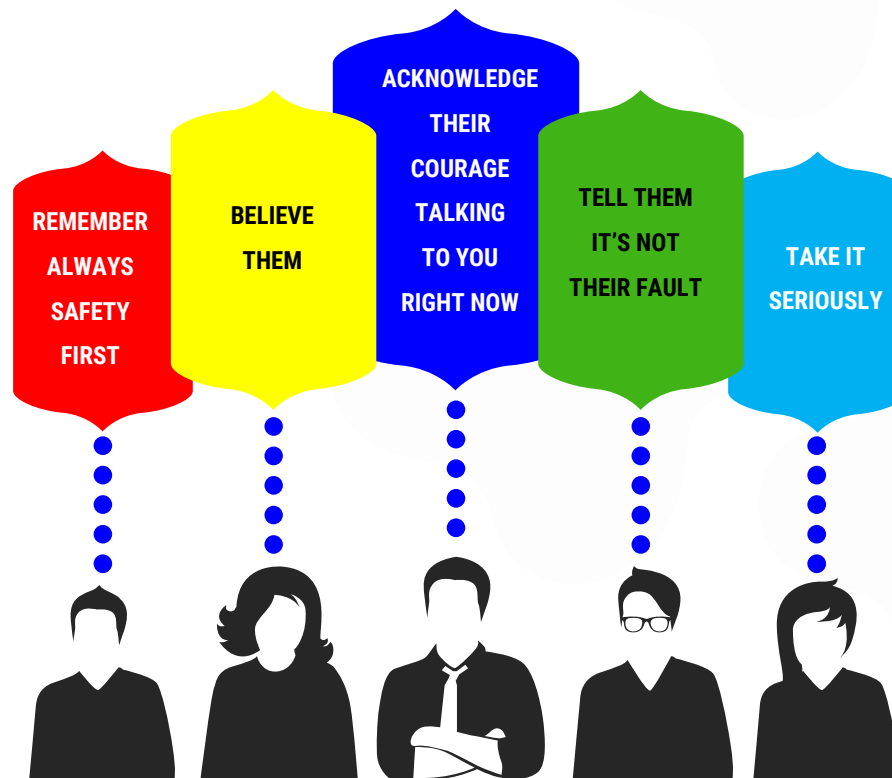 REMEMBER
ALWAYS
SAFETY
FIRST
BELIEVE
THEM
ACKNOWLEDGE
THEIR
COURAGE
TALKING
TO YOU
RIGHT NOW
TELL THEM
IT’S NOT
THEIR FAULT
TAKE IT
SERIOUSLY